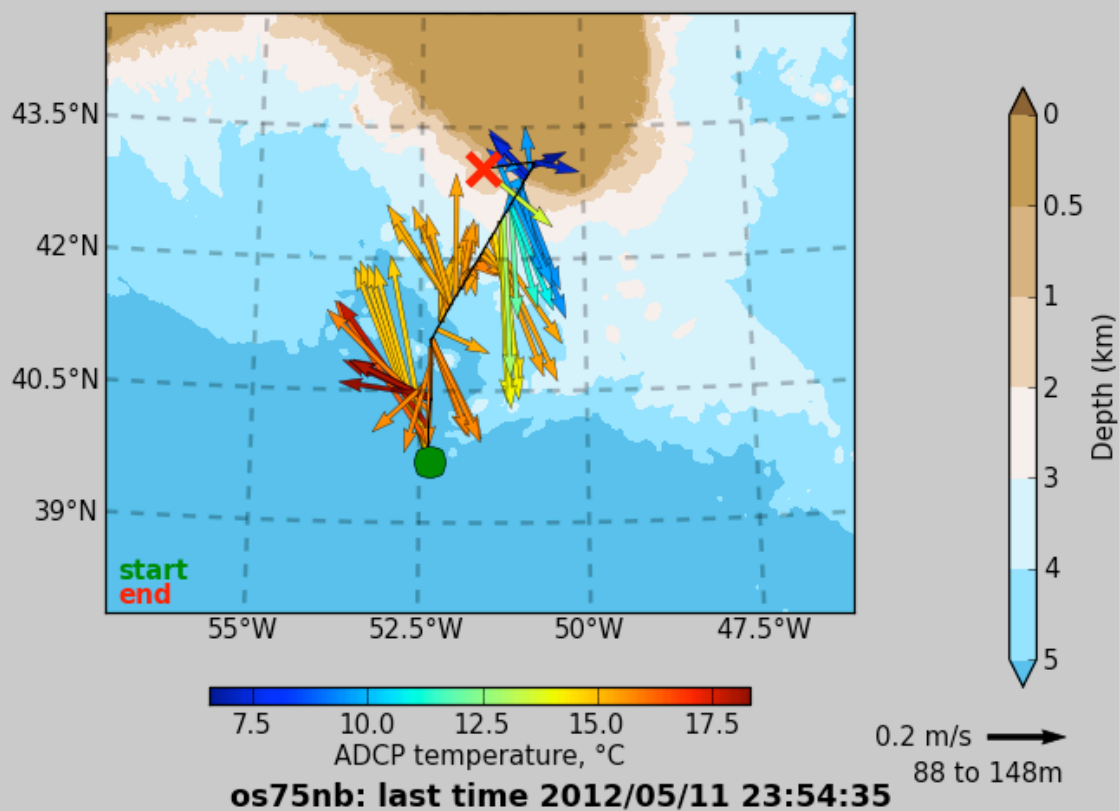 43.5°N
42°N
40.5°N
39°N
start
end
55°W 52.5°W 50°W 47.5°W
0
0.5
1
2
3
4
5
Depth (km)
7.5 10.0 12.5 15.0 17.5
ADCP temperature, °C
0.2 m/s
88 to 148m
os75nb: last time 2012/05/11 23:54:35